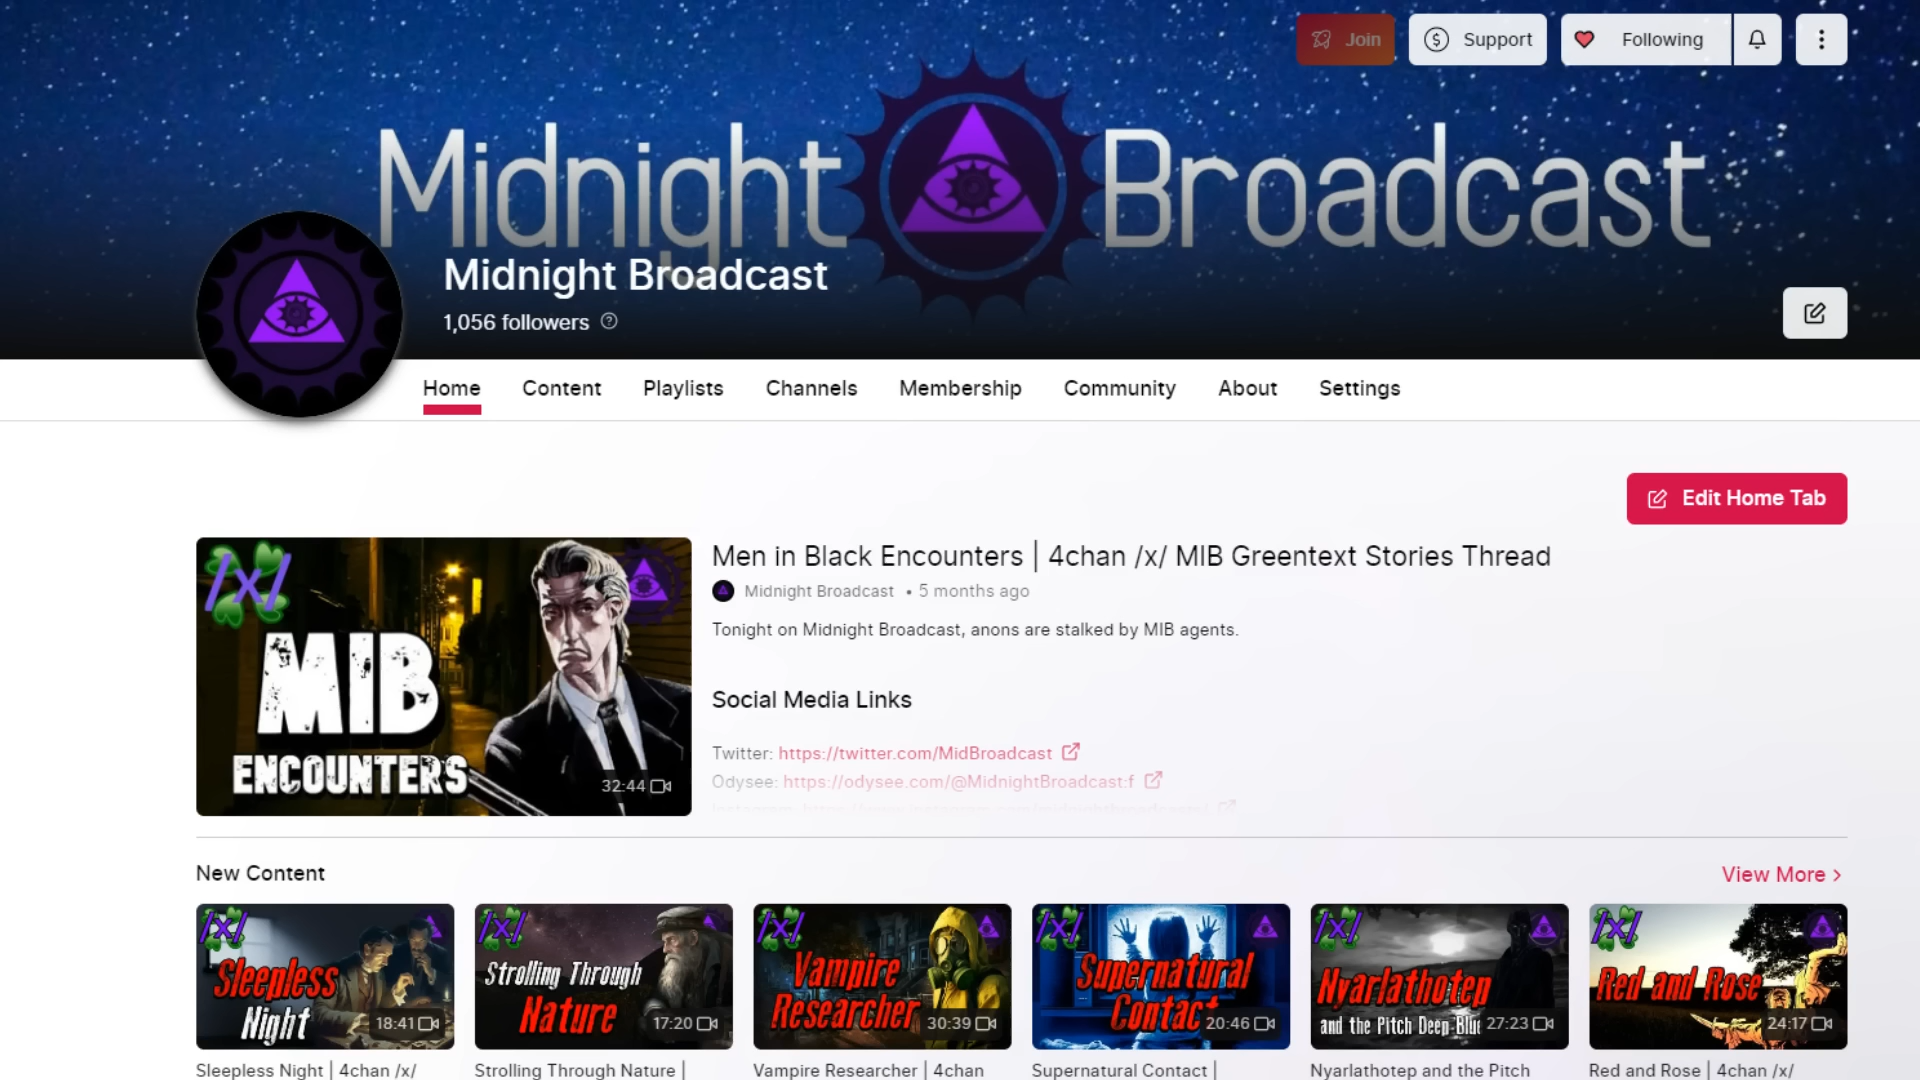 Join
Support
Following
Midnight Broadcast
Midnight Broadcast
1,056 followers
Home
Content
Playlists
Channels
Membership
Community
About
Settings
Edit Home Tab
/x/
MIB
ENCOUNTERS
32:44
Men in Black Encounters | 4chan /x/ MIB Greentext Stories Thread
Midnight Broadcast • 5 months ago
Tonight on Midnight Broadcast, anons are stalked by MIB agents.
Social Media Links
Twitter: https://twitter.com/MidBroadcast
Odysee: https://odysee.com/@MidnightBroadcast:f
New Content
View More
/x/
Sleepless
Night
18:41
Sleepless Night | 4chan /x/
/x/
Strolling Through
Nature
17:20
Strolling Through Nature |
/x/
Vampire
Researcher
30:39
Vampire Researcher | 4chan
/x/
Supernatural
Contact
20:46
Supernatural Contact |
/x/
Nyarlathotep
and the Pitch Deep Blue
27:23
Nyarlathotep and the Pitch
/x/
Red and Rose
24:17
Red and Rose | 4chan /x/